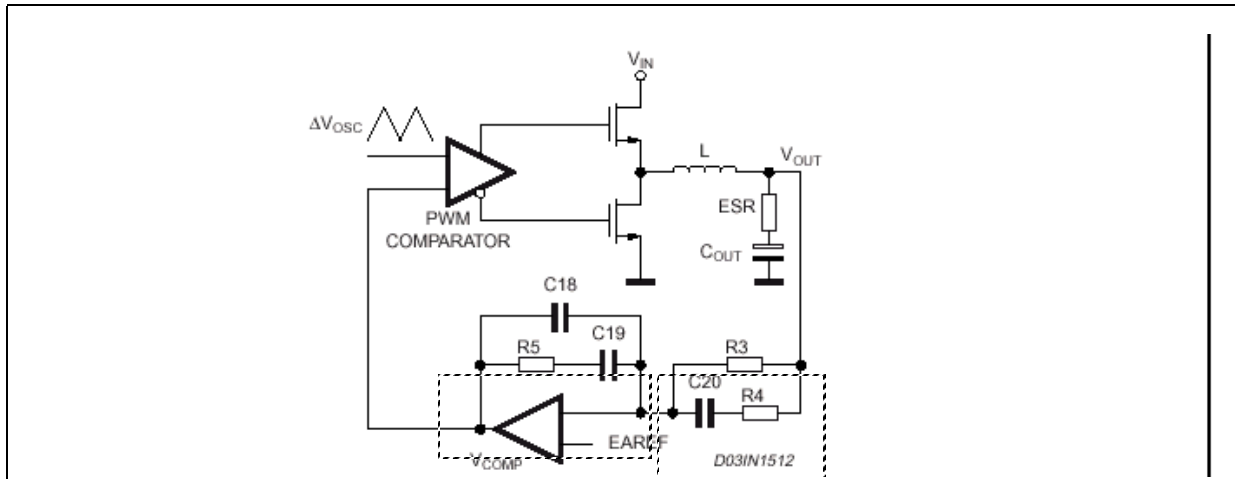 V_IN
ΔV_OSC
L
V_OUT
ESR
PWM
COMPARATOR
C_OUT
C18
C19
R5
R3
C20
R4
EAREF
V_COMP
D03IN1512